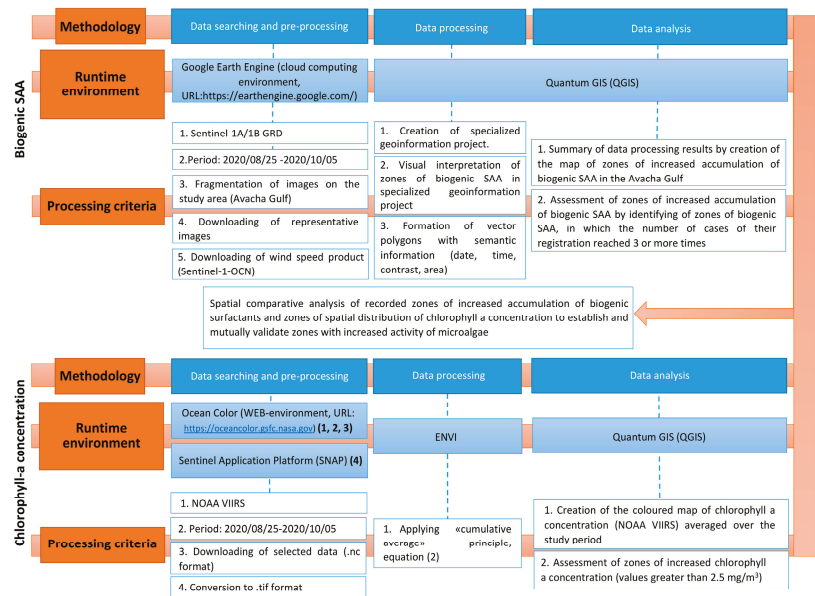 Biogenic SAA
Methodology
Data searching and pre-processing
Data processing
Data analysis
Runtime
environment
Google Earth Engine (cloud computing
environment,
URL:https://earthengine.google.com/)
Quantum GIS (QGIS)
Processing criteria
1. Sentinel 1A/1B GRD
2.Period: 2020/08/25 -2020/10/05
3. Fragmentation of images on the
study area (Avacha Gulf)
4. Downloading of representative
images
5. Downloading of wind speed product
(Sentinel-1-OCN)
1. Creation of specialized
geoinformation project.
2. Visual interpretation of
zones of biogenic SAA in
specialized geoinformation
project
3. Formation of vector
polygons with semantic
information (date, time,
contrast, area)
1. Summary of data processing results by creation of
the map of zones of increased accumulation of
biogenic SAA in the Avacha Gulf
2. Assessment of zones of increased accumulation
of biogenic SAA by identifying of zones of biogenic
SAA, in which the number of cases of their
registration reached 3 or more times
Spatial comparative analysis of recorded zones of increased accumulation of biogenic
surfactants and zones of spatial distribution of chlorophyll a concentration to establish and
mutually validate zones with increased activity of microalgae
Chlorophyll-a concentration
Methodology
Data searching and pre-processing
Data processing
Data analysis
Runtime
environment
Ocean Color (WEB-environment, URL:
https://oceancolor.gsfc.nasa.gov) (1, 2, 3)
Sentinel Application Platform (SNAP) (4)
ENVI
Quantum GIS (QGIS)
Processing criteria
1. NOAA VIIRS
2. Period: 2020/08/25-2020/10/05
3. Downloading of selected data (.nc
format)
4. Conversion to .tif format
1. Applying «cumulative
average» principle,
equation (2)
1. Creation of the coloured map of chlorophyll a
concentration (NOAA VIIRS) averaged over the
study period
2. Assessment of zones of increased chlorophyll
a concentration (values greater than 2.5 mg/m³)